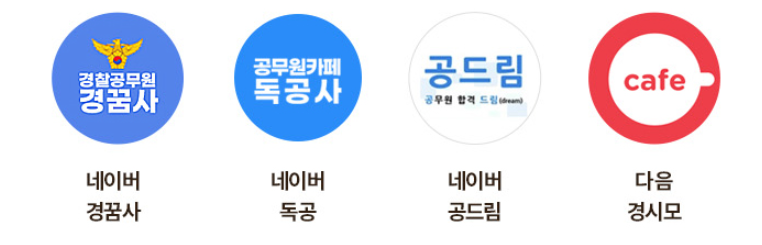 경찰공무원
경꿈사
공무원카페
독공사
공드림
공무원 합격 드림(dream)
cafe
네이버
경꿈사
네이버
독공
네이버
공드림
다음
경시모